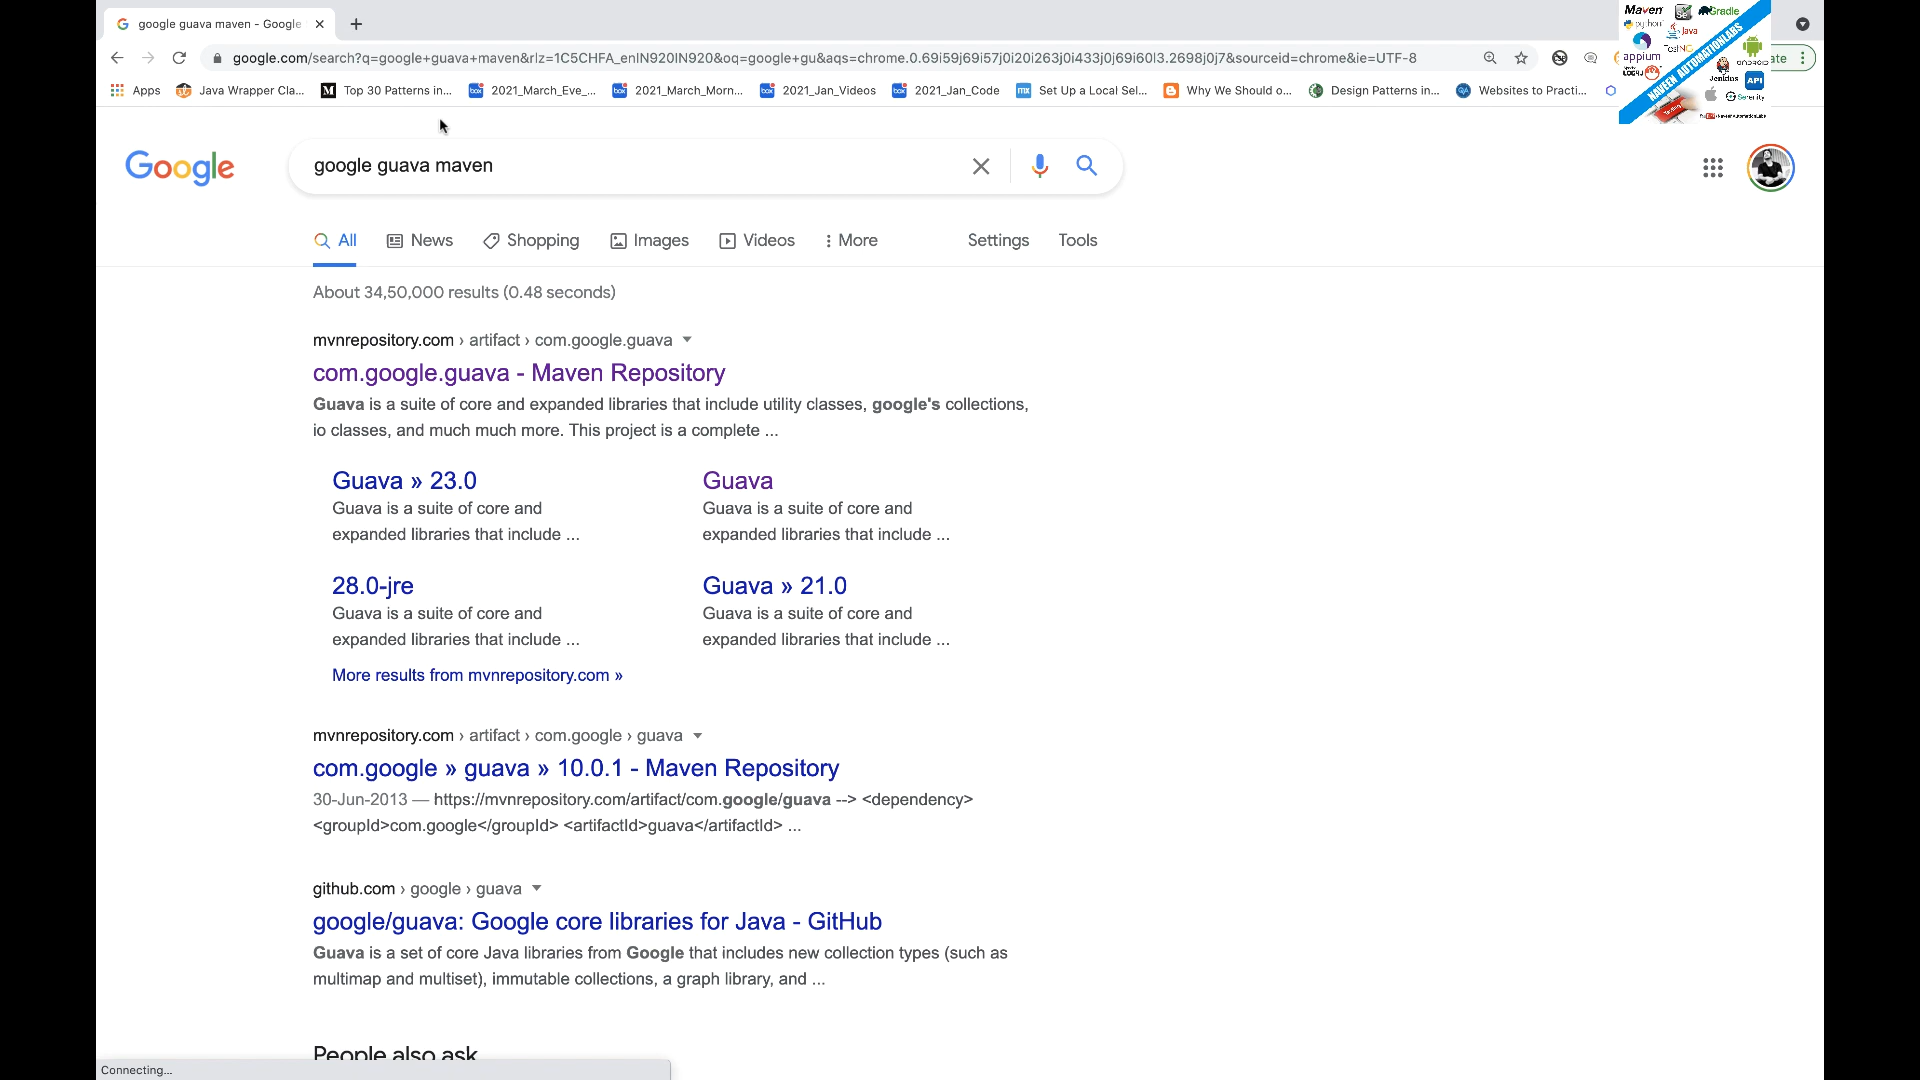 google guava maven - Google
google.com/search?q=google+guava+maven&rlz=1C5CHFA_enIN920IN920&oq=google+gu&aqs=chrome.0.69i59j69i57j0i20i263j0i433j0j69i60l3.2698j0j7&sourceid=chrome&ie=UTF-8
Apps Java Wrapper Cla... Top 30 Patterns in... 2021_March_Eve_... 2021_March_Morn... 2021_Jan_Videos 2021_Jan_Code Set Up a Local Sel... Why We Should o... Design Patterns in... Websites to Practi...
Maven Gradle
python
Java
appium TestNG
android
LOG4J Jenkins API
Serenity
NAVEEN AUTOMATIONLABS
Google google guava maven
All News Shopping Images Videos More Settings Tools
About 34,50,000 results (0.48 seconds)
mvnrepository.com › artifact › com.google.guava
com.google.guava - Maven Repository
Guava is a suite of core and expanded libraries that include utility classes, google's collections,
io classes, and much much more. This project is a complete ...
Guava » 23.0 Guava
Guava is a suite of core and Guava is a suite of core and
expanded libraries that include ... expanded libraries that include ...
28.0-jre Guava » 21.0
Guava is a suite of core and Guava is a suite of core and
expanded libraries that include ... expanded libraries that include ...
More results from mvnrepository.com »
mvnrepository.com › artifact › com.google › guava
com.google » guava » 10.0.1 - Maven Repository
30-Jun-2013 — https://mvnrepository.com/artifact/com.google/guava --> <dependency>
<groupId>com.google</groupId> <artifactId>guava</artifactId> ...
github.com › google › guava
google/guava: Google core libraries for Java - GitHub
Guava is a set of core Java libraries from Google that includes new collection types (such as
multimap and multiset), immutable collections, a graph library, and ...
People also ask
Connecting...